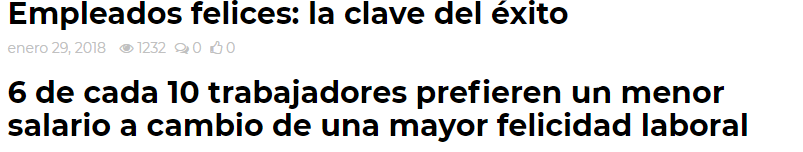 Empleados felices: la clave del éxito
enero 29, 2018 1232 0 0
6 de cada 10 trabajadores prefieren un menor
salario a cambio de una mayor felicidad laboral